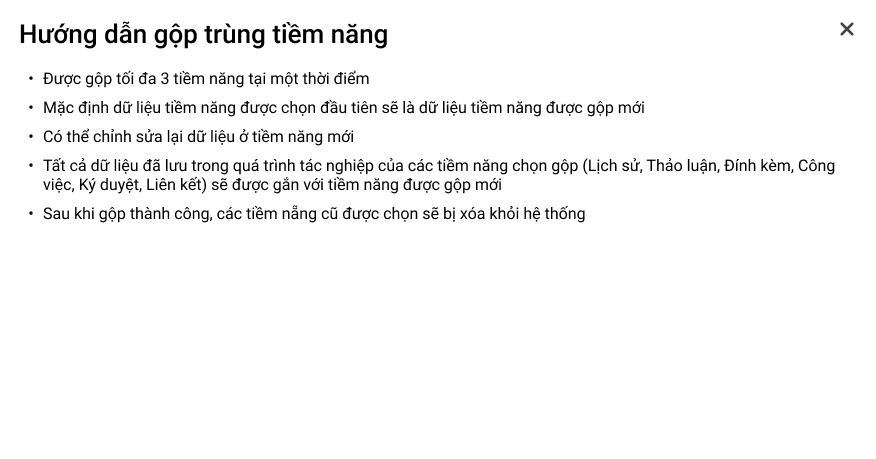 Hướng dẫn gộp trùng tiềm năng
• Được gộp tối đa 3 tiềm năng tại một thời điểm
• Mặc định dữ liệu tiềm năng được chọn đầu tiên sẽ là dữ liệu tiềm năng được gộp mới
• Có thể chỉnh sửa lại dữ liệu ở tiềm năng mới
• Tất cả dữ liệu đã lưu trong quá trình tác nghiệp của các tiềm năng chọn gộp (Lịch sử, Thảo luận, Đính kèm, Công
việc, Ký duyệt, Liên kết) sẽ được gắn với tiềm năng được gộp mới
• Sau khi gộp thành công, các tiềm nẵng cũ được chọn sẽ bị xóa khỏi hệ thống